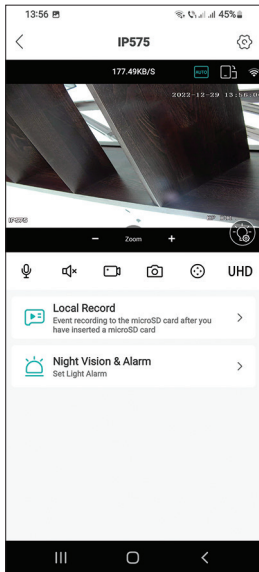 13:56 45%
IP575
177.49KB/S AUTO
2022-12-29 13:56:0
IP575
- Zoom +
UHD
Local Record
Event recording to the microSD card after you
have inserted a microSD card
Night Vision & Alarm
Set Light Alarm